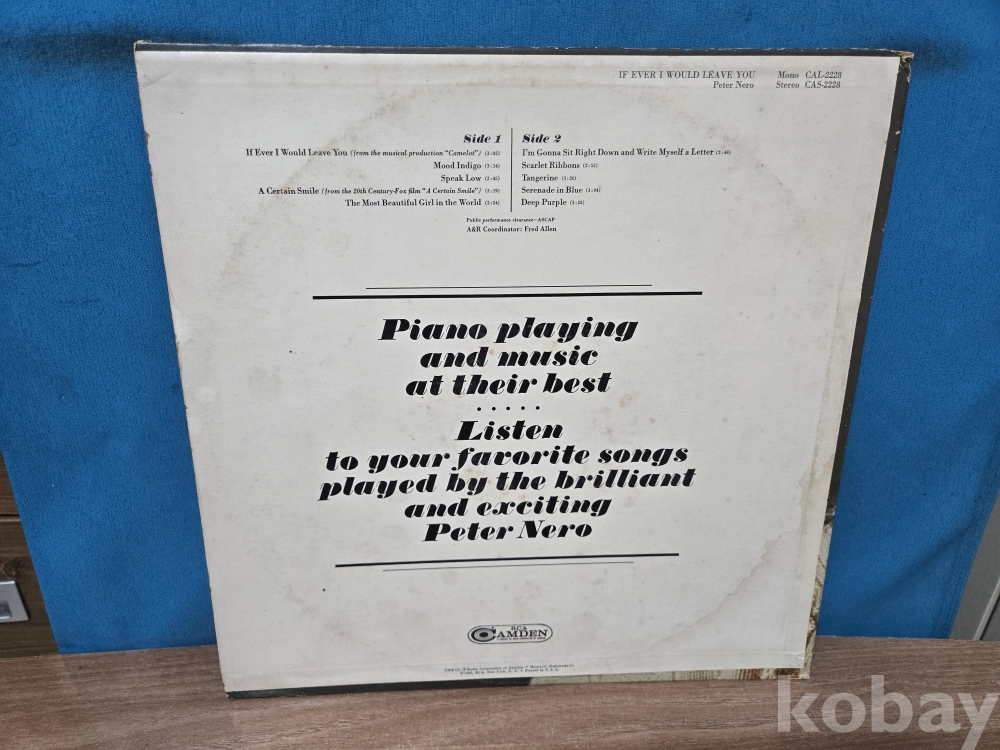 IF EVER I WOULD LEAVE YOU Mono CAL-2228
Peter Nero Stereo CAS-2228
Side 1
If Ever I Would Leave You (from the musical production "Camelot")
Mood Indigo
Speak Low
A Certain Smile (from the 20th Century-Fox film "A Certain Smile")
The Most Beautiful Girl in the World
Side 2
I'm Gonna Sit Right Down and Write Myself a Letter
Scarlet Ribbons
Tangerine
Serenade in Blue
Deep Purple
Public performance clearance—ASCAP
A&R Coordinator: Fred Allen
Piano playing
and music
at their best
.....
Listen
to your favorite songs
played by the brilliant
and exciting
Peter Nero
RCA
CAMDEN
kobay